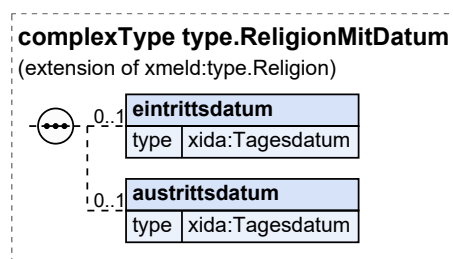 complexType type.ReligionMitDatum
(extension of xmeld:type.Religion)
0..1 eintrittsdatum
type xida:Tagesdatum
0..1 austrittsdatum
type xida:Tagesdatum